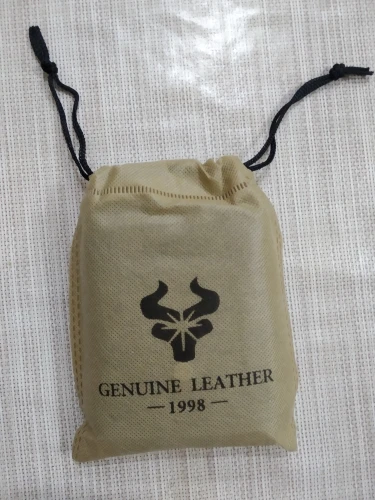 GENUINE LEATHER
— 1998 —